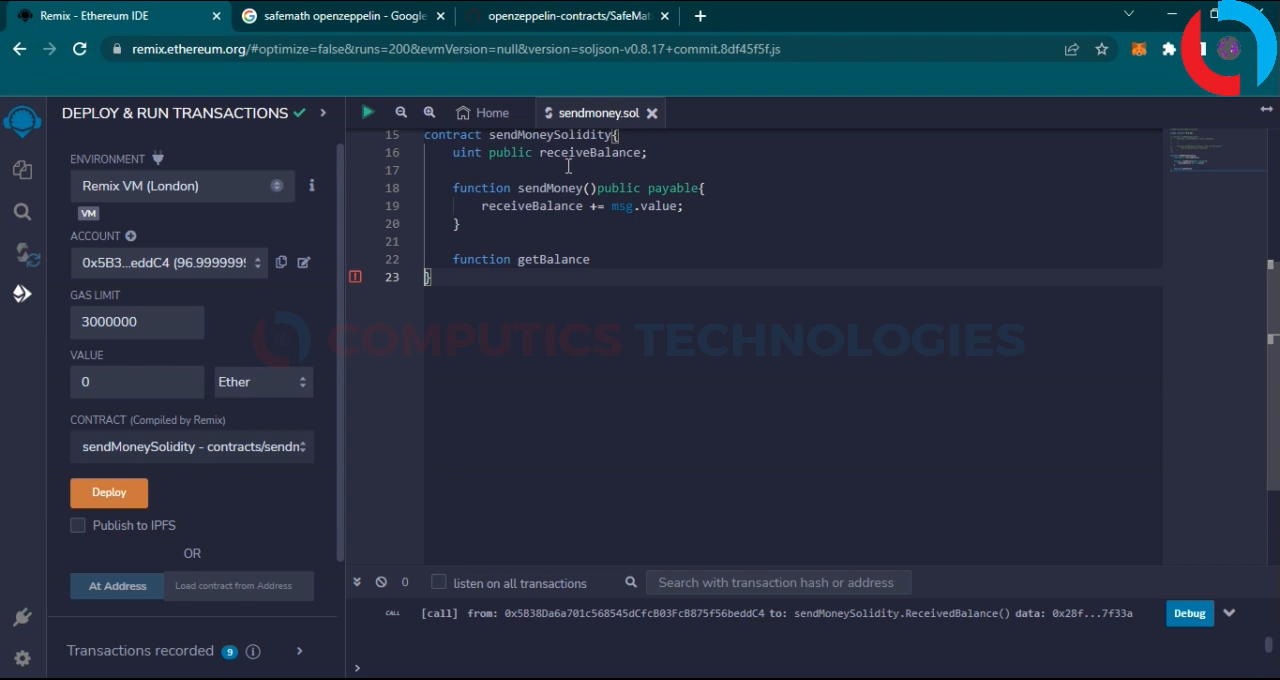 Remix - Ethereum IDE
safemath openzeppelin - Google
openzeppelin-contracts/SafeMat
remix.ethereum.org/#optimize=false&runs=200&evmVersion=null&version=soljson-v0.8.17+commit.8df45f5f.js
DEPLOY & RUN TRANSACTIONS
Home
sendmoney.sol
ENVIRONMENT
Remix VM (London)
VM
ACCOUNT
0x5B3...eddC4 (96.9999999
GAS LIMIT
3000000
VALUE
0
Ether
CONTRACT (Compiled by Remix)
sendMoneySolidity - contracts/sendm
Deploy
Publish to IPFS
OR
At Address
Load contract from Address
Transactions recorded 9
15 contract sendMoneySolidity{
16 uint public receiveBalance;
17
18 function sendMoney()public payable{
19 receiveBalance += msg.value;
20 }
21
22 function getBalance
23 }
COMPUTICS TECHNOLOGIES
0
listen on all transactions
Search with transaction hash or address
CALL [call] from: 0x5B38Da6a701c568545dCfcB03FcB875f56beddC4 to: sendMoneySolidity.ReceivedBalance() data: 0x28f...7f33a
Debug
>